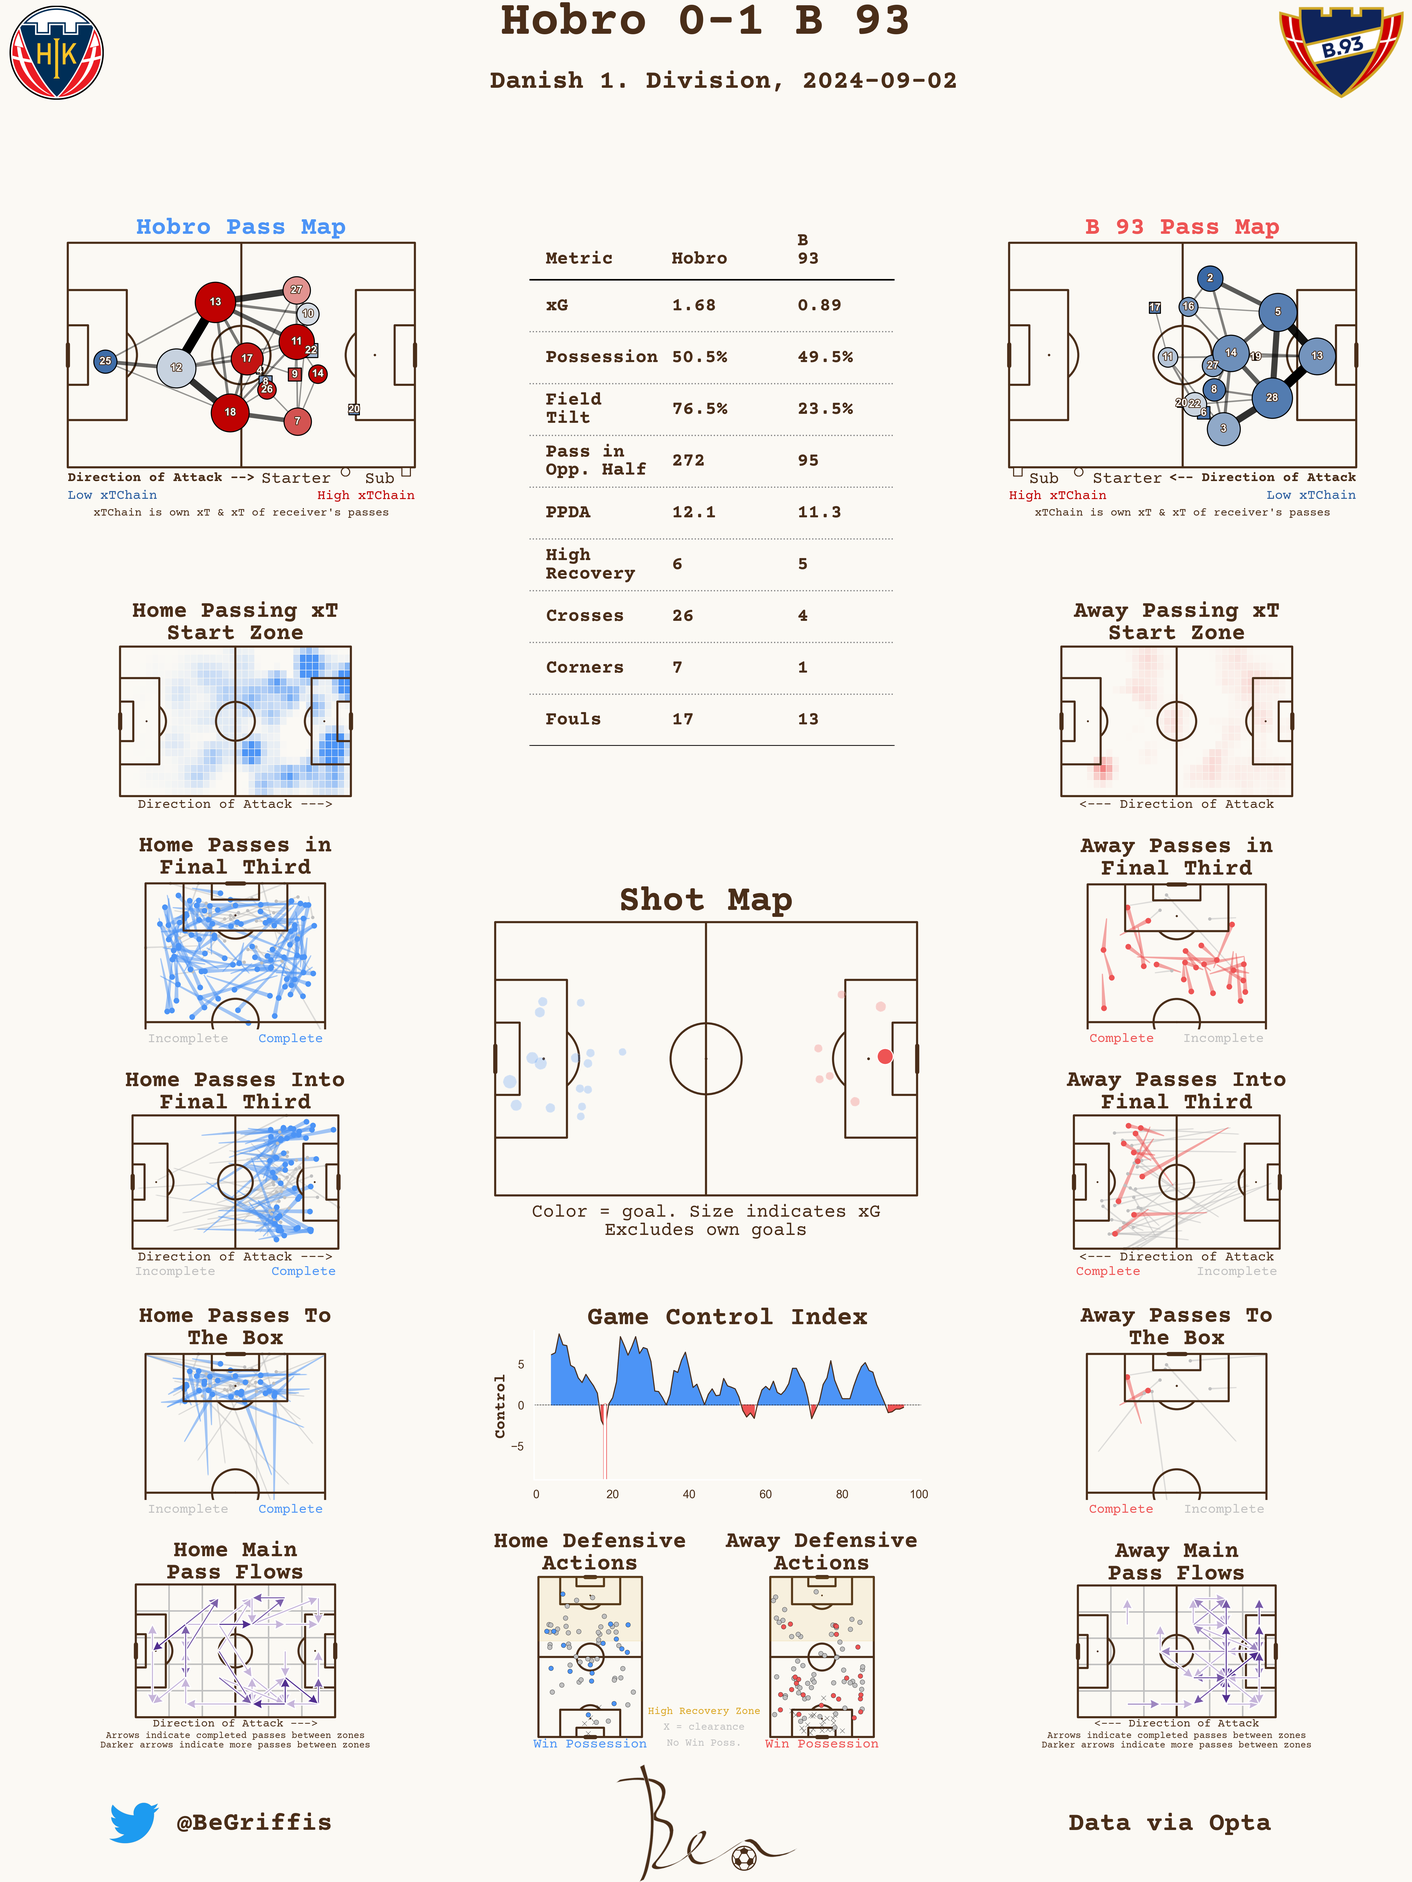 Hobro 0-1 B 93
Danish 1. Division, 2024-09-02
HIK
B.93
Hobro Pass Map
27
13
10
11
22
25
12
17
9
14
8
26
20
18
7
Direction of Attack --> Starter Sub
Low xTChain High xTChain
xTChain is own xT & xT of receiver's passes
Metric Hobro B 93
xG 1.68 0.89
Possession 50.5% 49.5%
Field Tilt 76.5% 23.5%
Pass in Opp. Half 272 95
PPDA 12.1 11.3
High Recovery 6 5
Crosses 26 4
Corners 7 1
Fouls 17 13
B 93 Pass Map
2
17
16
5
11
14
19
13
27
8
20
22
28
6
3
Sub Starter <-- Direction of Attack
High xTChain Low xTChain
xTChain is own xT & xT of receiver's passes
Home Passing xT
Start Zone
Direction of Attack --->
Away Passing xT
Start Zone
<--- Direction of Attack
Home Passes in
Final Third
Incomplete Complete
Away Passes in
Final Third
Complete Incomplete
Shot Map
Color = goal. Size indicates xG
Excludes own goals
Home Passes Into
Final Third
Direction of Attack --->
Incomplete Complete
Away Passes Into
Final Third
<--- Direction of Attack
Complete Incomplete
Home Passes To
The Box
Incomplete Complete
Game Control Index
Control
5
0
−5
0 20 40 60 80 100
Away Passes To
The Box
Complete Incomplete
Home Main
Pass Flows
Direction of Attack --->
Arrows indicate completed passes between zones
Darker arrows indicate more passes between zones
Home Defensive
Actions
Win Possession
High Recovery Zone
X = clearance
No Win Poss.
Away Defensive
Actions
Win Possession
Away Main
Pass Flows
<--- Direction of Attack
Arrows indicate completed passes between zones
Darker arrows indicate more passes between zones
@BeGriffis
Ben
Data via Opta